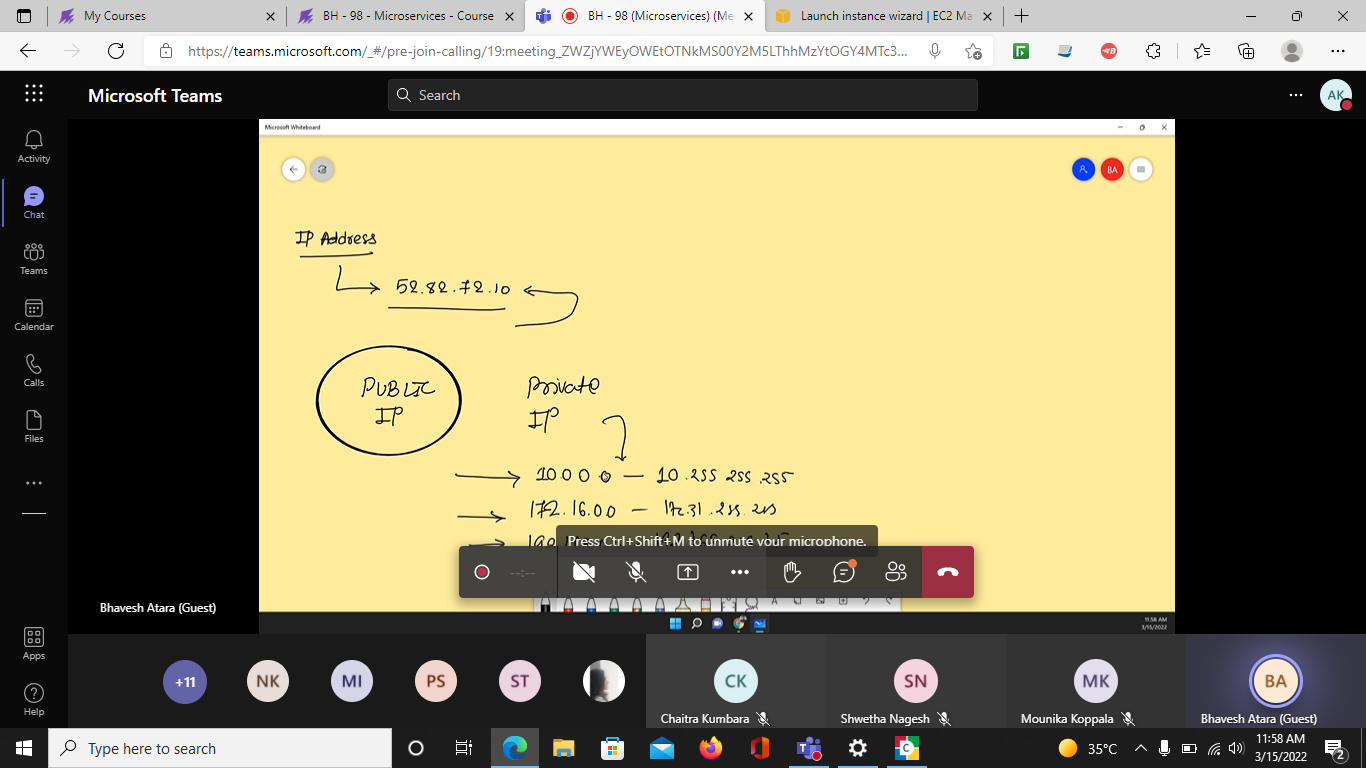 My Courses
BH - 98 - Microservices - Course
BH - 98 (Microservices) (Me
Launch instance wizard | EC2 Ma
https://teams.microsoft.com/_#/pre-join-calling/19:meeting_ZWZjYWEyOWEtOTNkMS00Y2M5LThhMzYtOGY4MTc3...
Microsoft Teams
Search
AK
Activity
Chat
Teams
Calendar
Calls
Files
Apps
Help
Microsoft Whiteboard
BA
IP Address
52.82.72.10
PUBLIC
IP
Private
IP
10.0 0 0 — 10.255 255.255
172.16.0 0 — 172.31.255.255
Press Ctrl+Shift+M to unmute your microphone.
--:--
11:58 AM
3/15/2022
Bhavesh Atara (Guest)
+11
NK
MI
PS
ST
CK
Chaitra Kumbara
SN
Shwetha Nagesh
MK
Mounika Koppala
BA
Bhavesh Atara (Guest)
Type here to search
35°C
11:58 AM
3/15/2022
2